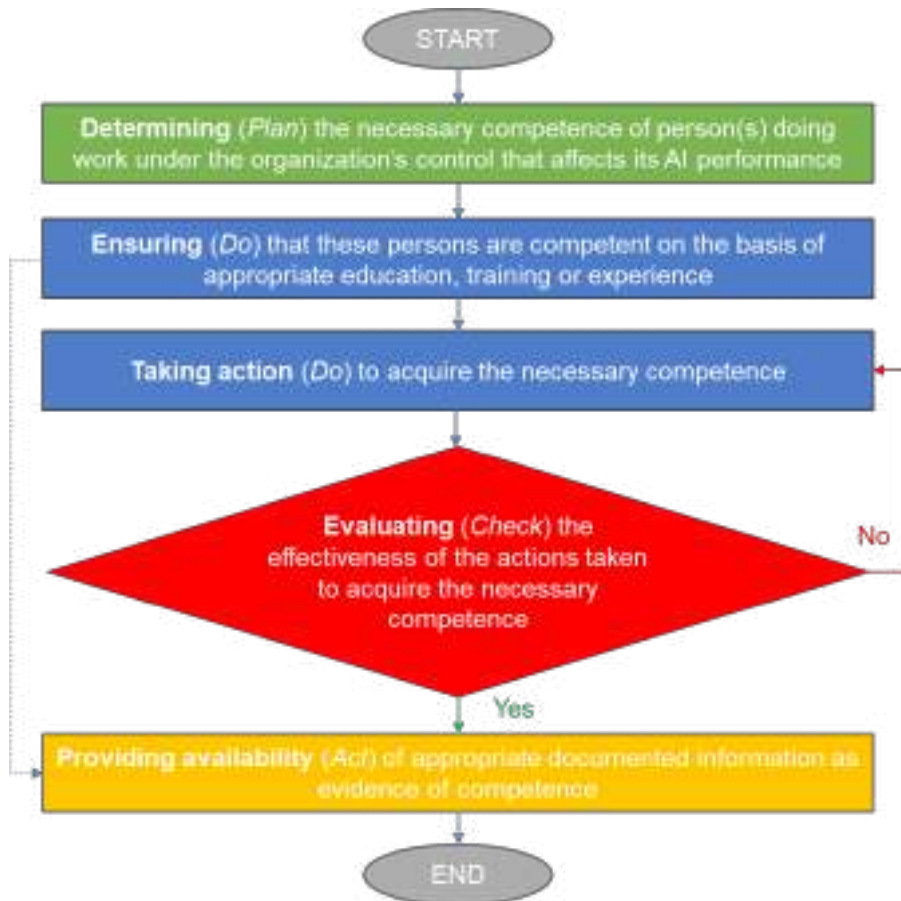 START
Determining (Plan) the necessary competence of person(s) doing
work under the organization's control that affects its AI performance
Ensuring (Do) that these persons are competent on the basis of
appropriate education, training or experience
Taking action (Do) to acquire the necessary competence
Evaluating (Check) the
effectiveness of the actions taken
to acquire the necessary
competence
No
Yes
Providing availability (Act) of appropriate documented information as
evidence of competence
END